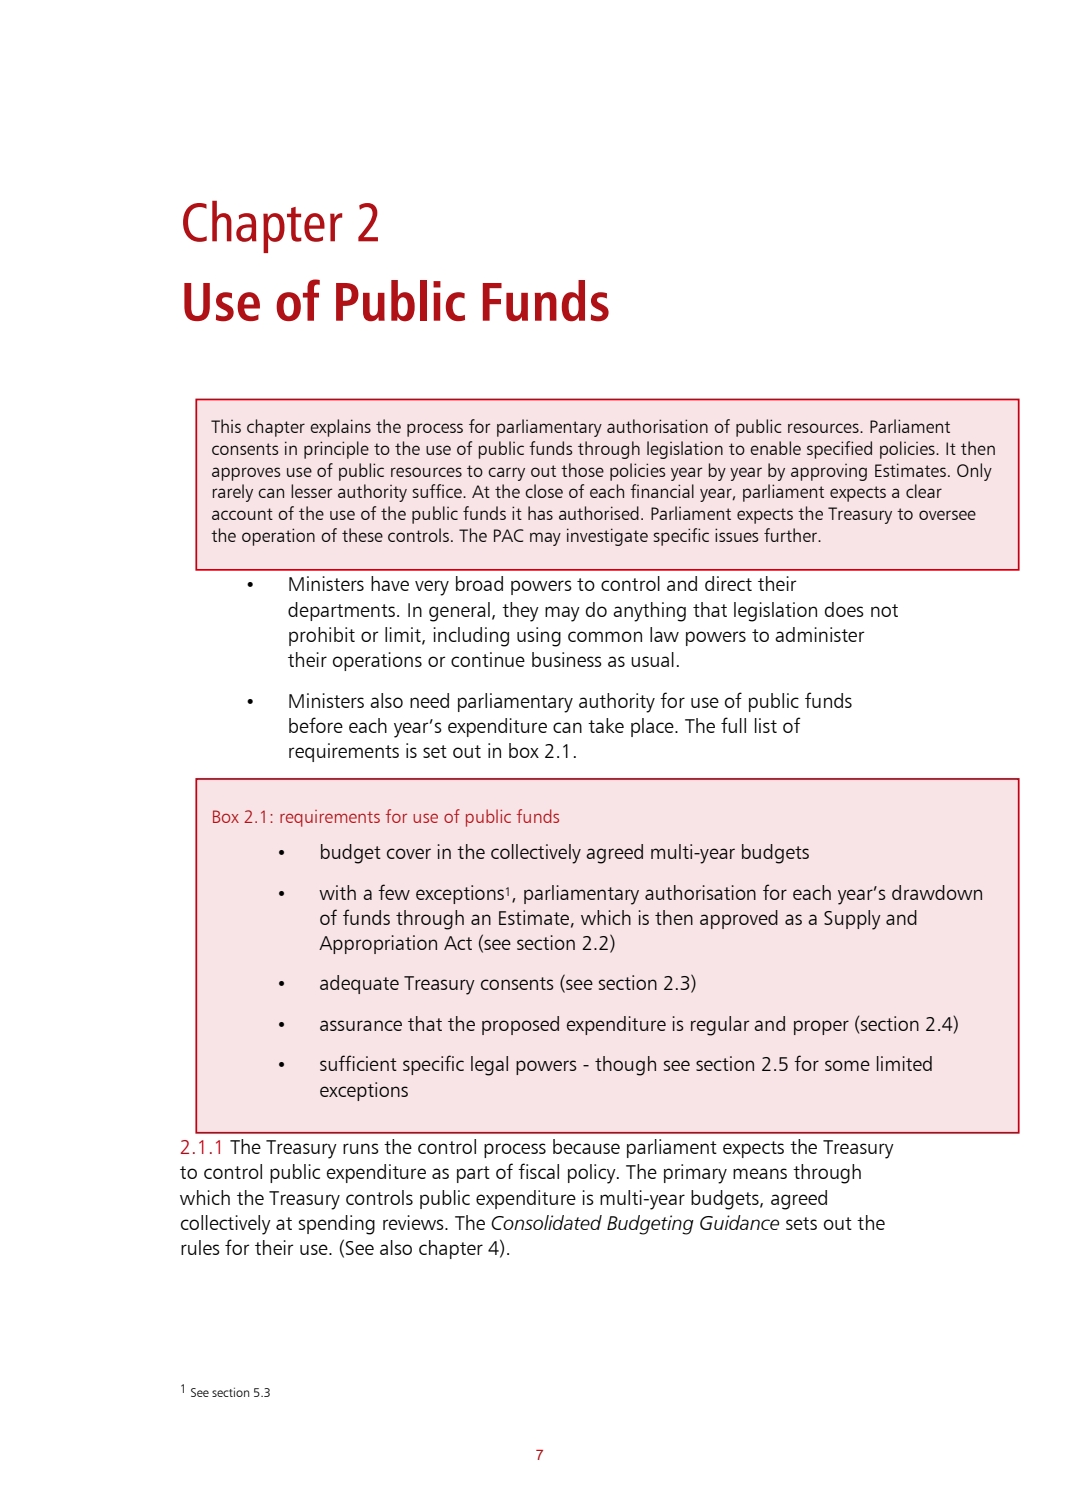 Chapter 2
Use of Public Funds
This chapter explains the process for parliamentary authorisation of public resources. Parliament
consents in principle to the use of public funds through legislation to enable specified policies. It then
approves use of public resources to carry out those policies year by year by approving Estimates. Only
rarely can lesser authority suffice. At the close of each financial year, parliament expects a clear
account of the use of the public funds it has authorised. Parliament expects the Treasury to oversee
the operation of these controls. The PAC may investigate specific issues further.
• Ministers have very broad powers to control and direct their
departments. In general, they may do anything that legislation does not
prohibit or limit, including using common law powers to administer
their operations or continue business as usual.
• Ministers also need parliamentary authority for use of public funds
before each year’s expenditure can take place. The full list of
requirements is set out in box 2.1.
Box 2.1: requirements for use of public funds
• budget cover in the collectively agreed multi-year budgets
• with a few exceptions¹, parliamentary authorisation for each year’s drawdown
of funds through an Estimate, which is then approved as a Supply and
Appropriation Act (see section 2.2)
• adequate Treasury consents (see section 2.3)
• assurance that the proposed expenditure is regular and proper (section 2.4)
• sufficient specific legal powers - though see section 2.5 for some limited
exceptions
2.1.1 The Treasury runs the control process because parliament expects the Treasury
to control public expenditure as part of fiscal policy. The primary means through
which the Treasury controls public expenditure is multi-year budgets, agreed
collectively at spending reviews. The Consolidated Budgeting Guidance sets out the
rules for their use. (See also chapter 4).
¹ See section 5.3
7